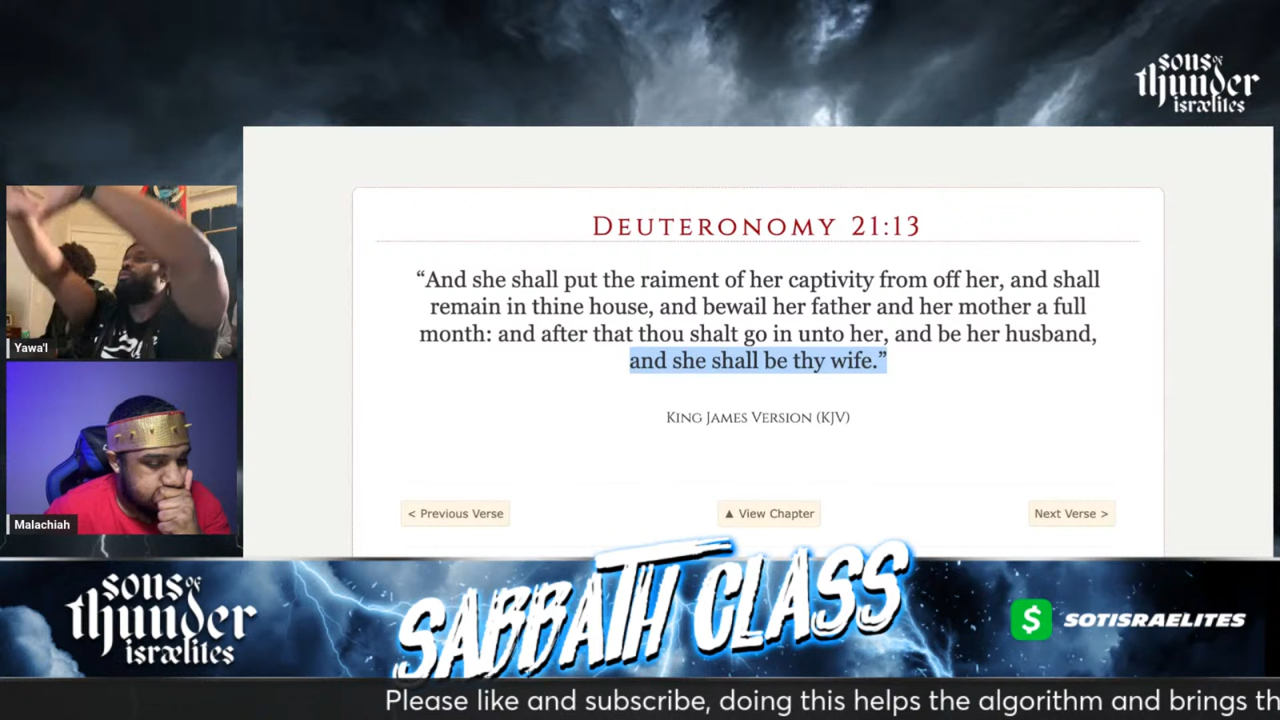 sons of
thunder
israelites
DEUTERONOMY 21:13
“And she shall put the raiment of her captivity from off her, and shall
remain in thine house, and bewail her father and her mother a full
month: and after that thou shalt go in unto her, and be her husband,
and she shall be thy wife.”
KING JAMES VERSION (KJV)
< Previous Verse
▲ View Chapter
Next Verse >
Yawa'l
Malachiah
sons of
thunder
israelites
SABBATH CLASS
$ SOTISRAELITES
Please like and subscribe, doing this helps the algorithm and brings th